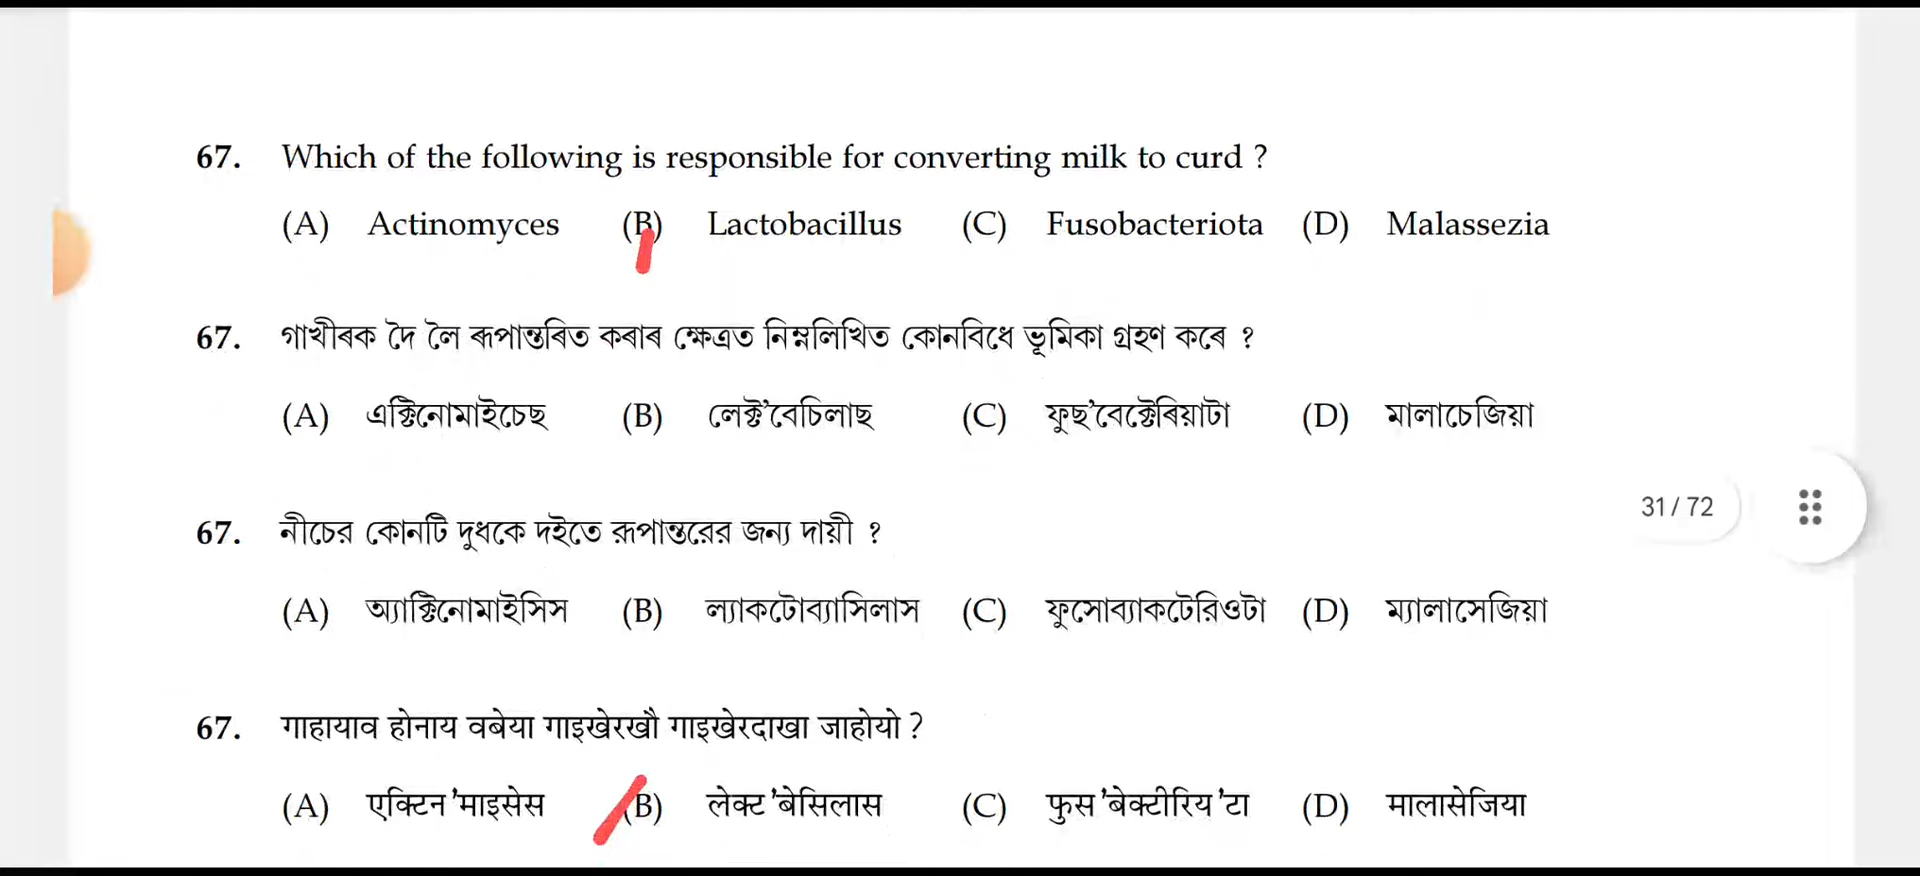 67. Which of the following is responsible for converting milk to curd ?
(A) Actinomyces (B) Lactobacillus (C) Fusobacteriota (D) Malassezia
67. গাখীৰক দৈ লৈ ৰূপান্তৰিত কৰাৰ ক্ষেত্ৰত নিম্নলিখিত কোনবিধে ভূমিকা গ্ৰহণ কৰে ?
(A) এক্টিনোমাইচেছ (B) লেক্ট’বেচিলাছ (C) ফুছ’বেক্টেৰিয়াটা (D) মালাচেজিয়া
31 / 72
67. নীচের কোনটি দুধকে দইতে রূপান্তরের জন্য দায়ী ?
(A) অ্যাক্টিনোমাইসিস (B) ল্যাকটোব্যাসিলাস (C) ফুসোব্যাকটেরিওটা (D) ম্যালাসেজিয়া
67. गाहायाव होनाय वबेया गाइखेरखौ गाइखेरदाखा जाहोयो ?
(A) एक्टिन ’माइसेस (B) लेक्ट ’बेसिलास (C) फुस ’बेक्टीरिय ’टा (D) मालासेजिया